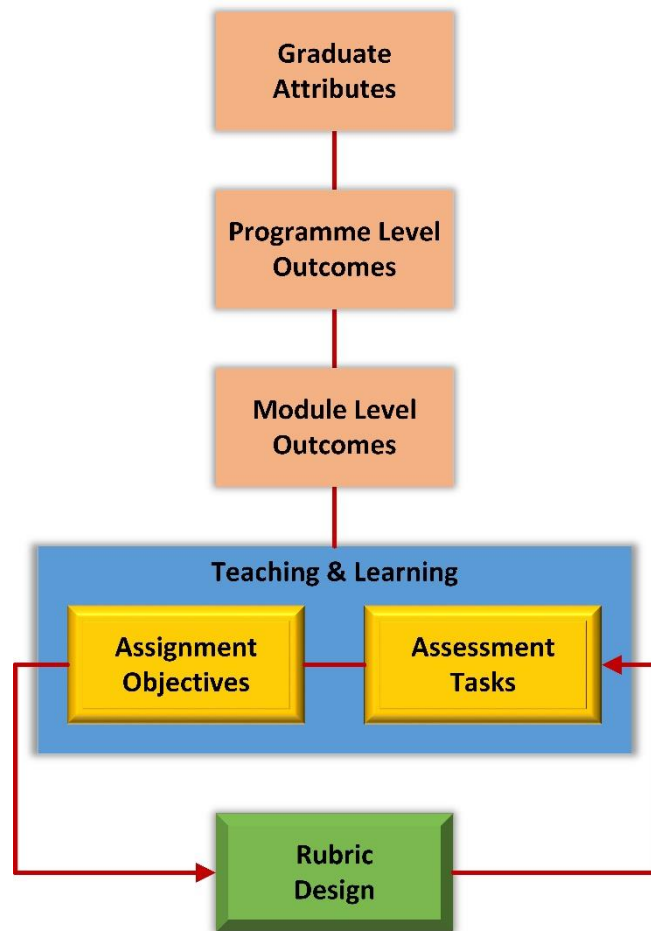 Graduate
Attributes
Programme Level
Outcomes
Module Level
Outcomes
Teaching & Learning
Assignment
Objectives
Assessment
Tasks
Rubric
Design